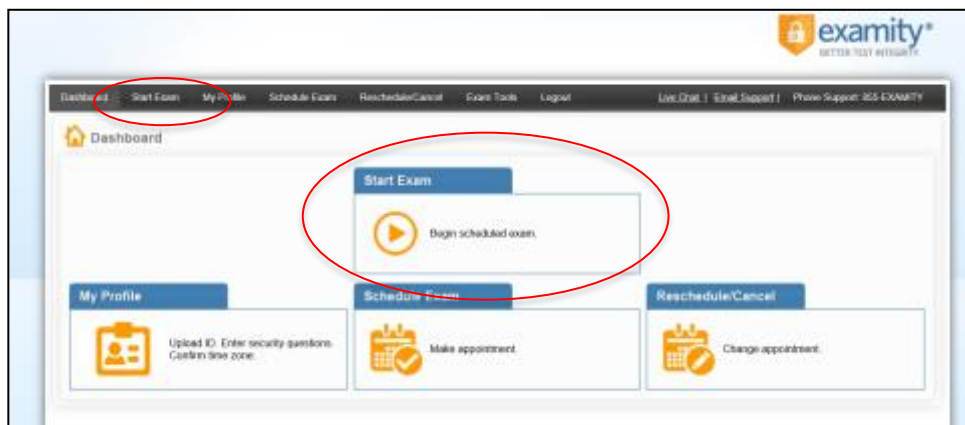 examity®
BETTER TEST INTEGRITY
Dashboard Start Exam My Profile Schedule Exam Reschedule/Cancel Exam Tools Logout Live Chat | Email Support | Phone Support: 855-EXAMITY
Dashboard
Start Exam
Begin scheduled exam.
My Profile
Upload ID. Enter security questions.
Confirm time zone.
Schedule Exam
Make appointment.
Reschedule/Cancel
Change appointment.